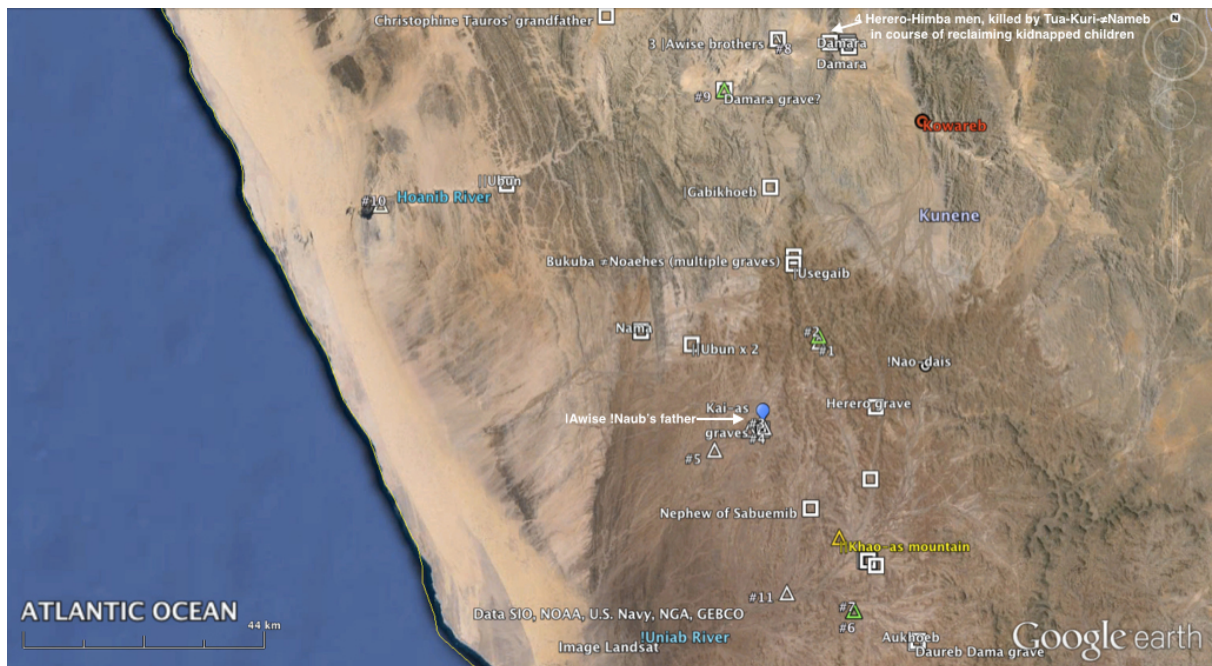 Christophine Tauros' grandfather
4 Herero-Himba men, killed by Tua-Kuri-≠Nameb
in course of reclaiming kidnapped children
N
3 |Awise brothers
#8
Damara
Damara
#9
Damara grave?
Kowareb
||Ubun
|Gabikhoeb
#10
Hoanib River
Kunene
Bukuba ≠Noaehes (multiple graves)
!Usegaib
Nama
||Ubun x 2
#2
#1
!Nao-dais
Herero grave
Kai-as
|Awise !Naub's father
graves
#4
#5
Nephew of Sabuemib
||Khao-as mountain
#11
#7
#6
ATLANTIC OCEAN
Data SIO, NOAA, U.S. Navy, NGA, GEBCO
44 km
!Uniab River
Image Landsat
Aukhoeb
Daureb Dama grave
Google earth